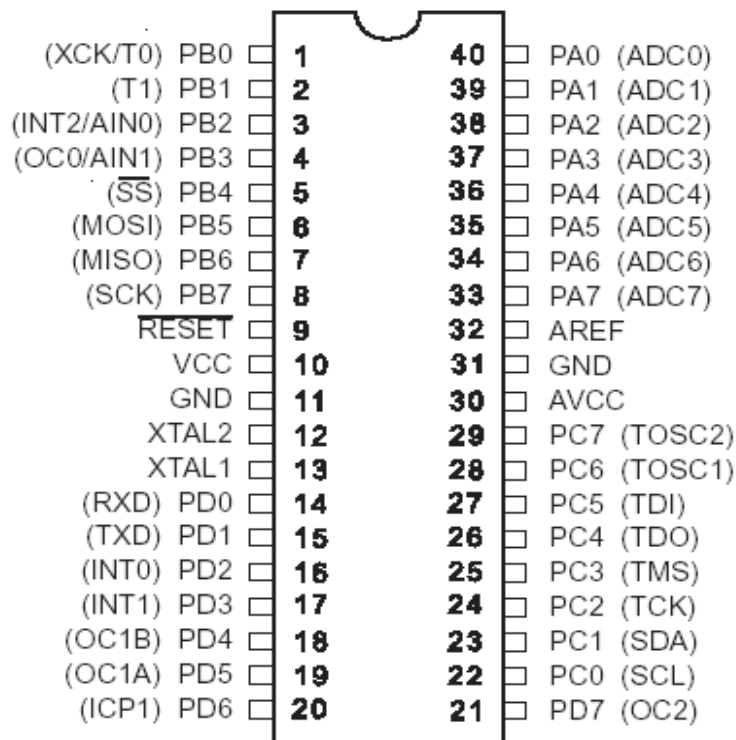 (XCK/T0) PB0 1 40 PA0 (ADC0)
(T1) PB1 2 39 PA1 (ADC1)
(INT2/AIN0) PB2 3 38 PA2 (ADC2)
(OC0/AIN1) PB3 4 37 PA3 (ADC3)
(SS) PB4 5 36 PA4 (ADC4)
(MOSI) PB5 6 35 PA5 (ADC5)
(MISO) PB6 7 34 PA6 (ADC6)
(SCK) PB7 8 33 PA7 (ADC7)
RESET 9 32 AREF
VCC 10 31 GND
GND 11 30 AVCC
XTAL2 12 29 PC7 (TOSC2)
XTAL1 13 28 PC6 (TOSC1)
(RXD) PD0 14 27 PC5 (TDI)
(TXD) PD1 15 26 PC4 (TDO)
(INT0) PD2 16 25 PC3 (TMS)
(INT1) PD3 17 24 PC2 (TCK)
(OC1B) PD4 18 23 PC1 (SDA)
(OC1A) PD5 19 22 PC0 (SCL)
(ICP1) PD6 20 21 PD7 (OC2)